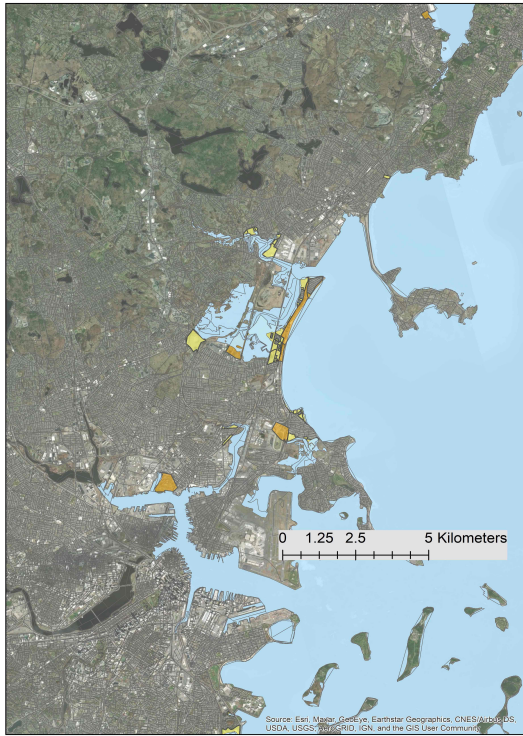 0 1.25 2.5 5 Kilometers
Source: Esri, Maxar, GeoEye, Earthstar Geographics, CNES/Airbus DS,
USDA, USGS, AeroGRID, IGN, and the GIS User Community